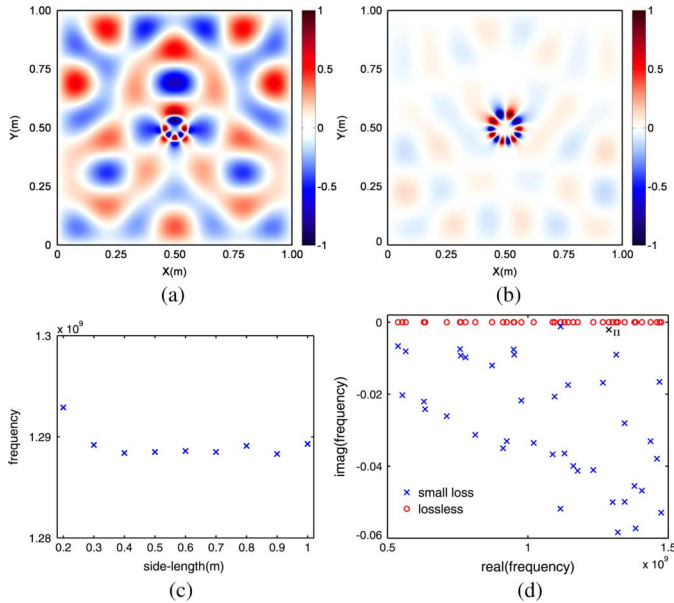 1.00
0.75
0.50
0.25
0
Y(m)
0
0.25
0.50
0.75
1.00
X(m)
1
0.5
0
-0.5
-1
(a)
1.00
0.75
0.50
0.25
0
Y(m)
0
0.25
0.50
0.75
1.00
X(m)
1
0.5
0
-0.5
-1
(b)
x 10⁹
1.3
1.29
1.28
frequency
0.2 0.3 0.4 0.5 0.6 0.7 0.8 0.9 1
side-length(m)
(c)
0
-0.02
-0.04
-0.06
imag(frequency)
II
small loss
lossless
0.5 1 1.5
x 10⁹
real(frequency)
(d)